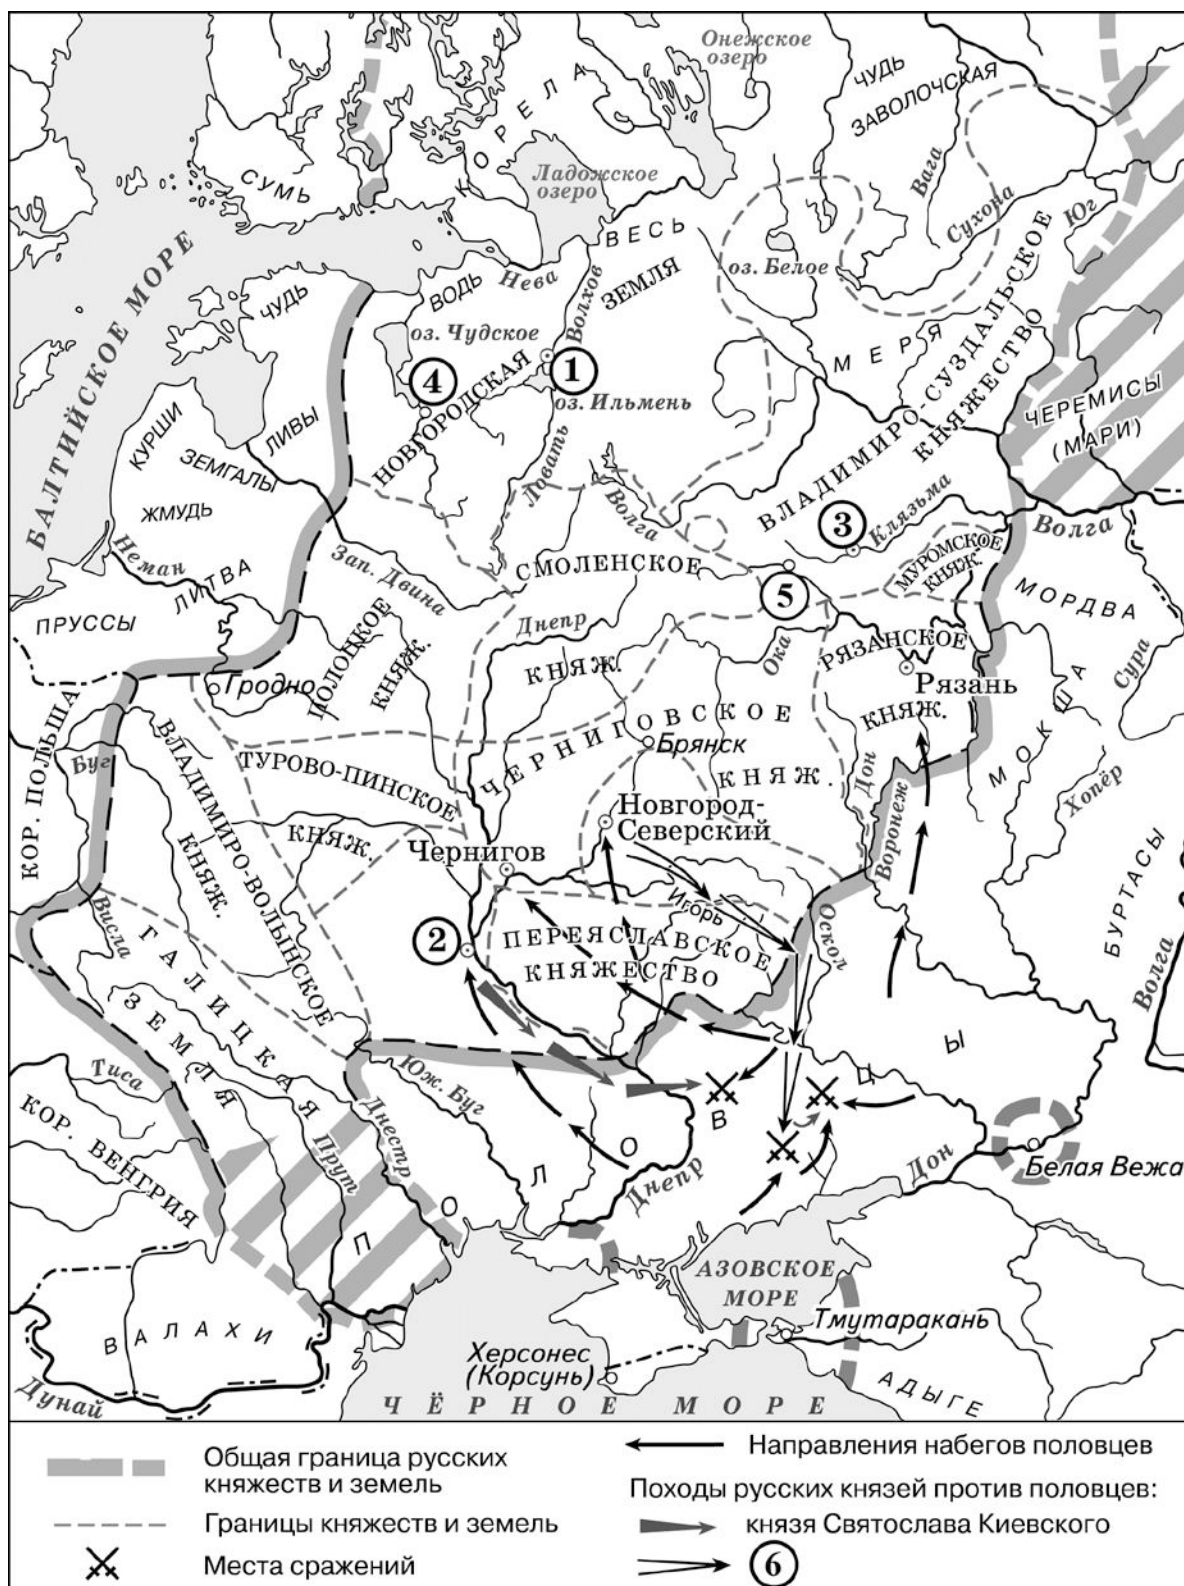 Онежское
озеро
ЧУДЬ
ЗАВОЛОЧСКАЯ
КОРЕЛА
Ладожское
озеро
СУМЬ
Вага
Сухона
Юг
ВЕСЬ
оз. Белое
ЗЕМЛЯ
Нева
ВОДЬ
Волхов
ЧУДЬ
оз. Чудское
БАЛТИЙСКОЕ МОРЕ
МЕРЯ
ВЛАДИМИРО-СУЗДАЛЬСКОЕ
КНЯЖЕСТВО
4
1
НОВГОРОДСКАЯ
оз. Ильмень
ЧЕРЕМИСЫ
(МАРИ)
КУРШИ
ЛИВЫ
ЗЕМГАЛЫ
Ловать
ЖМУДЬ
Волга
3
Клязьма
Волга
Неман
ЛИТВА
Зап. Двина
СМОЛЕНСКОЕ
МУРОМСКОЕ
КНЯЖ.
5
МОРДВА
ПРУССЫ
Днепр
КНЯЖ.
Ока
РЯЗАНСКОЕ
КНЯЖ.
Рязань
Сура
ПОЛОЦКОЕ
КНЯЖ.
Гродно
МОКША
КОР. ПОЛЬША
Буг
ВЛАДИМИРО-ВОЛЫНСКОЕ
КНЯЖ.
ТУРОВО-ПИНСКОЕ
КНЯЖ.
ЧЕРНИГОВСКОЕ
КНЯЖ.
Брянск
Дон
Воронеж
Хопёр
Новгород-
Северский
Чернигов
БУРТАСЫ
Волга
Висла
ГАЛИЦКАЯ
ЗЕМЛЯ
2
Игорь
ПЕРЕЯСЛАВСКОЕ
КНЯЖЕСТВО
Оскол
Тиса
КОР. ВЕНГРИЯ
Юж. Буг
Днестр
Прут
ПОЛОВЦЫ
Днепр
Дон
Белая Вежа
АЗОВСКОЕ
МОРЕ
Тмутаракань
ВАЛАХИ
Херсонес
(Корсунь)
АДЫГЕ
Дунай
ЧЁРНОЕ МОРЕ
Общая граница русских
княжеств и земель
Границы княжеств и земель
Места сражений
Направления набегов половцев
Походы русских князей против половцев:
князя Святослава Киевского
6